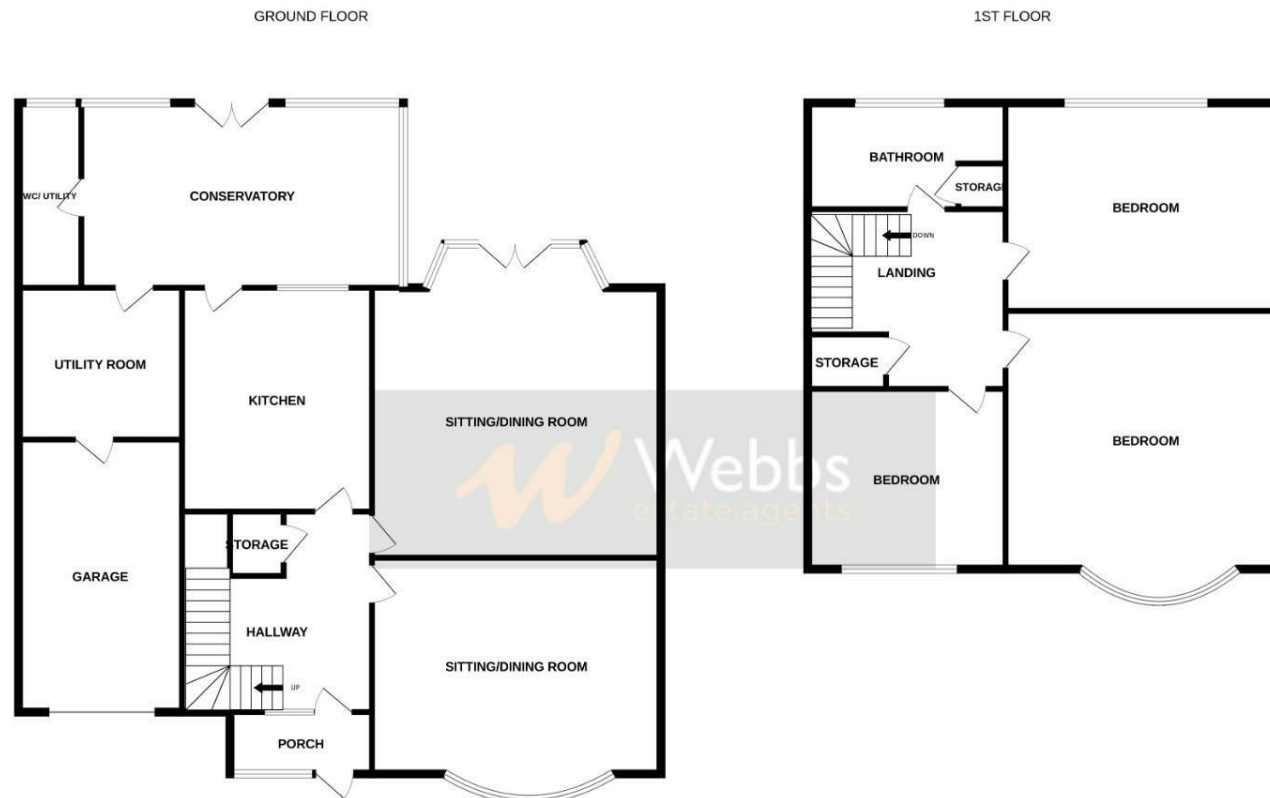 GROUND FLOOR
1ST FLOOR
WC/ UTILITY
CONSERVATORY
UTILITY ROOM
KITCHEN
SITTING/DINING ROOM
STORAGE
GARAGE
HALLWAY
UP
SITTING/DINING ROOM
PORCH
BATHROOM
STORAGE
BEDROOM
DOWN
LANDING
STORAGE
BEDROOM
BEDROOM
Webbs
estate agents